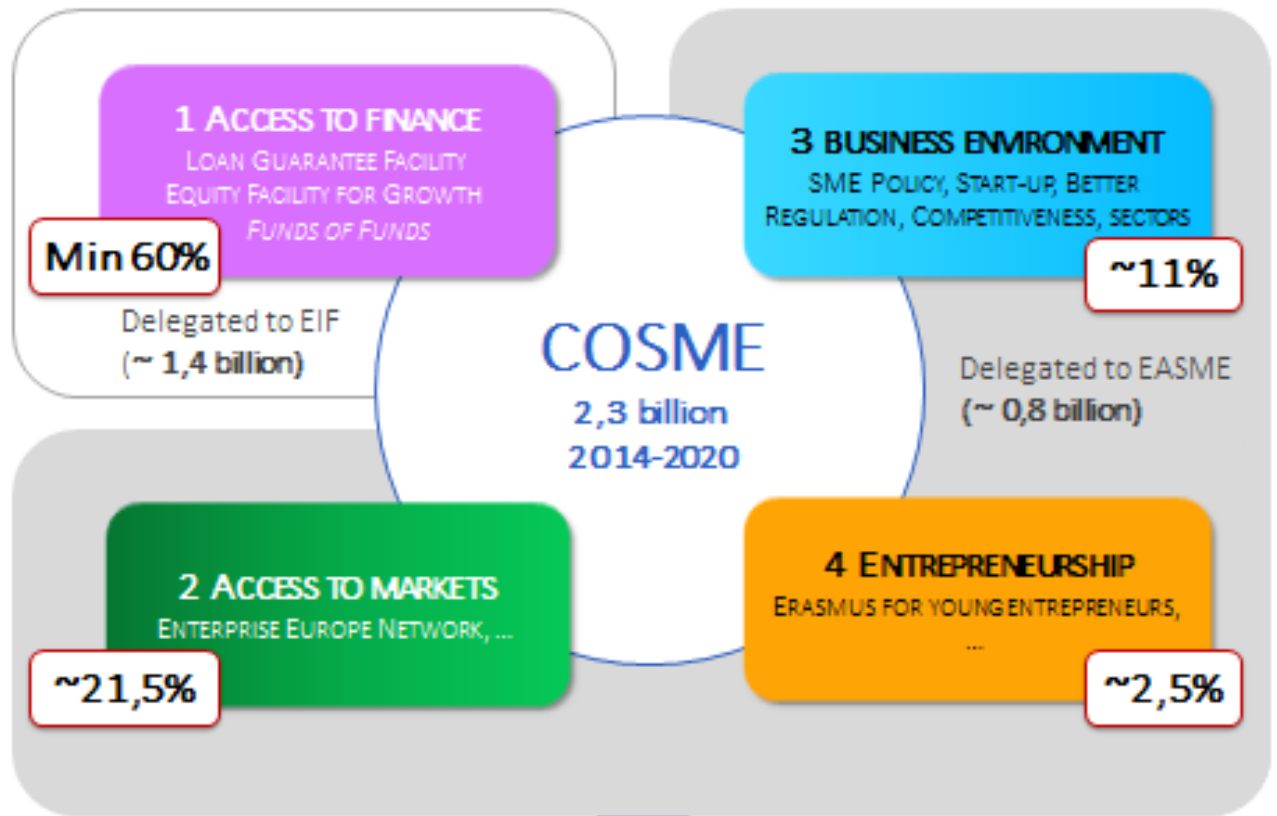 1 ACCESS TO FINANCE
LOAN GUARANTEE FACILITY
EQUITY FACILITY FOR GROWTH
FUNDS OF FUNDS
Min 60%
Delegated to EIF
(~ 1,4 billion)
3 BUSINESS ENVIRONMENT
SME POLICY, START-UP, BETTER
REGULATION, COMPETITIVENESS, SECTORS
~11%
Delegated to EASME
(~ 0,8 billion)
COSME
2,3 billion
2014-2020
2 ACCESS TO MARKETS
ENTERPRISE EUROPE NETWORK, ...
~21,5%
4 ENTREPRENEURSHIP
ERASMUS FOR YOUNG ENTREPRENEURS,
...
~2,5%